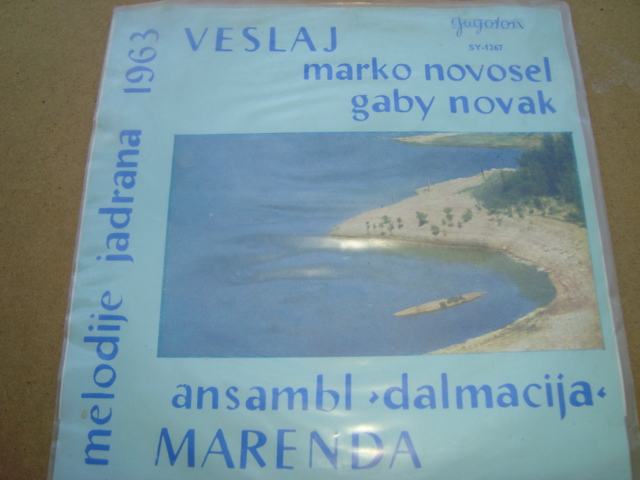 melodije jadrana 1963
VESLAJ
Jugoton
SY-1267
marko novosel
gaby novak
ansambl ›dalmacija‹
MARENDA